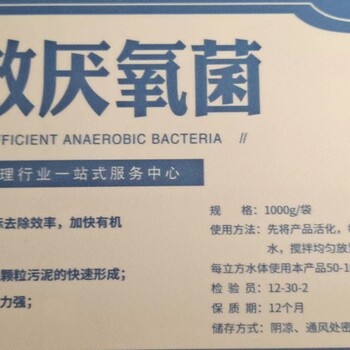 效厌氧菌
FFICIENT ANAEROBIC BACTERIA //
理行业一站式服务中心
去除效率，加快有机
颗粒污泥的快速形成；
力强；
规 格：1000g/袋
使用方法：先将产品活化，
水，搅拌均匀放
每立方水体使用本产品50-1
检 验 员：12-30-2
保 质 期：12个月
储存方式：阴凉、通风处密